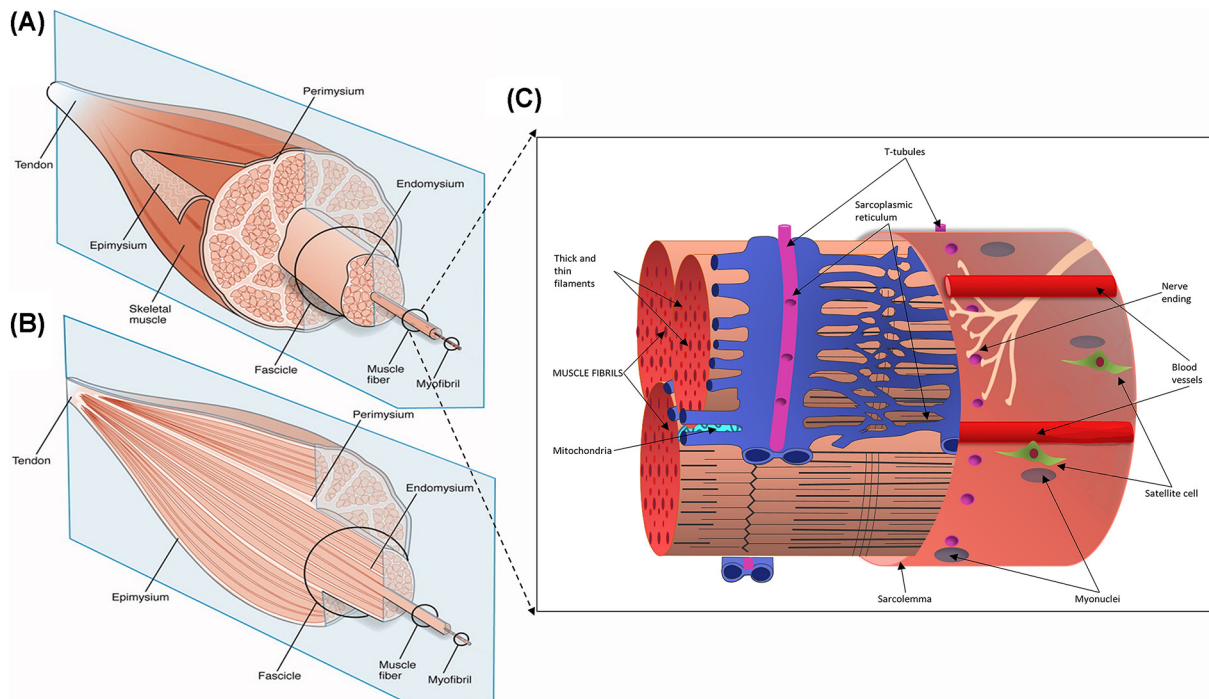 (A)
Perimysium
Tendon
Endomysium
Epimysium
Skeletal
muscle
Fascicle
Muscle
fiber
Myofibril
(B)
Perimysium
Tendon
Endomysium
Epimysium
Fascicle
Muscle
fiber
Myofibril
(C)
T-tubules
Sarcoplasmic
reticulum
Thick and
thin
filaments
Nerve
ending
MUSCLE FIBRILS
Blood
vessels
Mitochondria
Satellite cell
Sarcolemma
Myonuclei